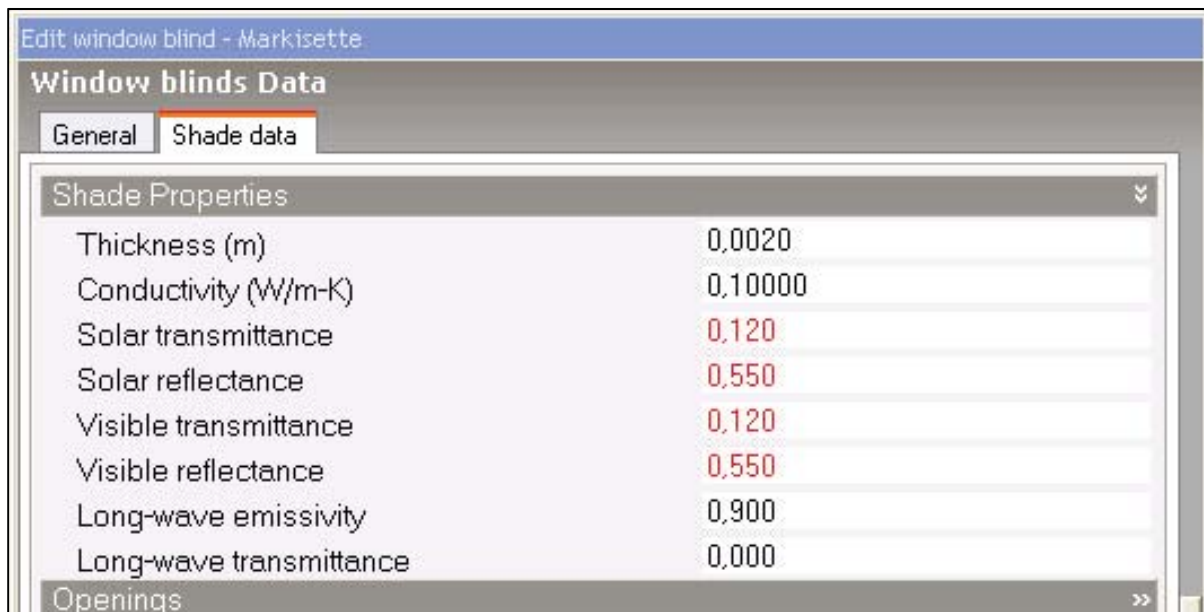 Edit window blind - Markisette
Window blinds Data
General Shade data
Shade Properties
Thickness (m) 0,0020
Conductivity (W/m-K) 0,10000
Solar transmittance 0,120
Solar reflectance 0,550
Visible transmittance 0,120
Visible reflectance 0,550
Long-wave emissivity 0,900
Long-wave transmittance 0,000
Openings